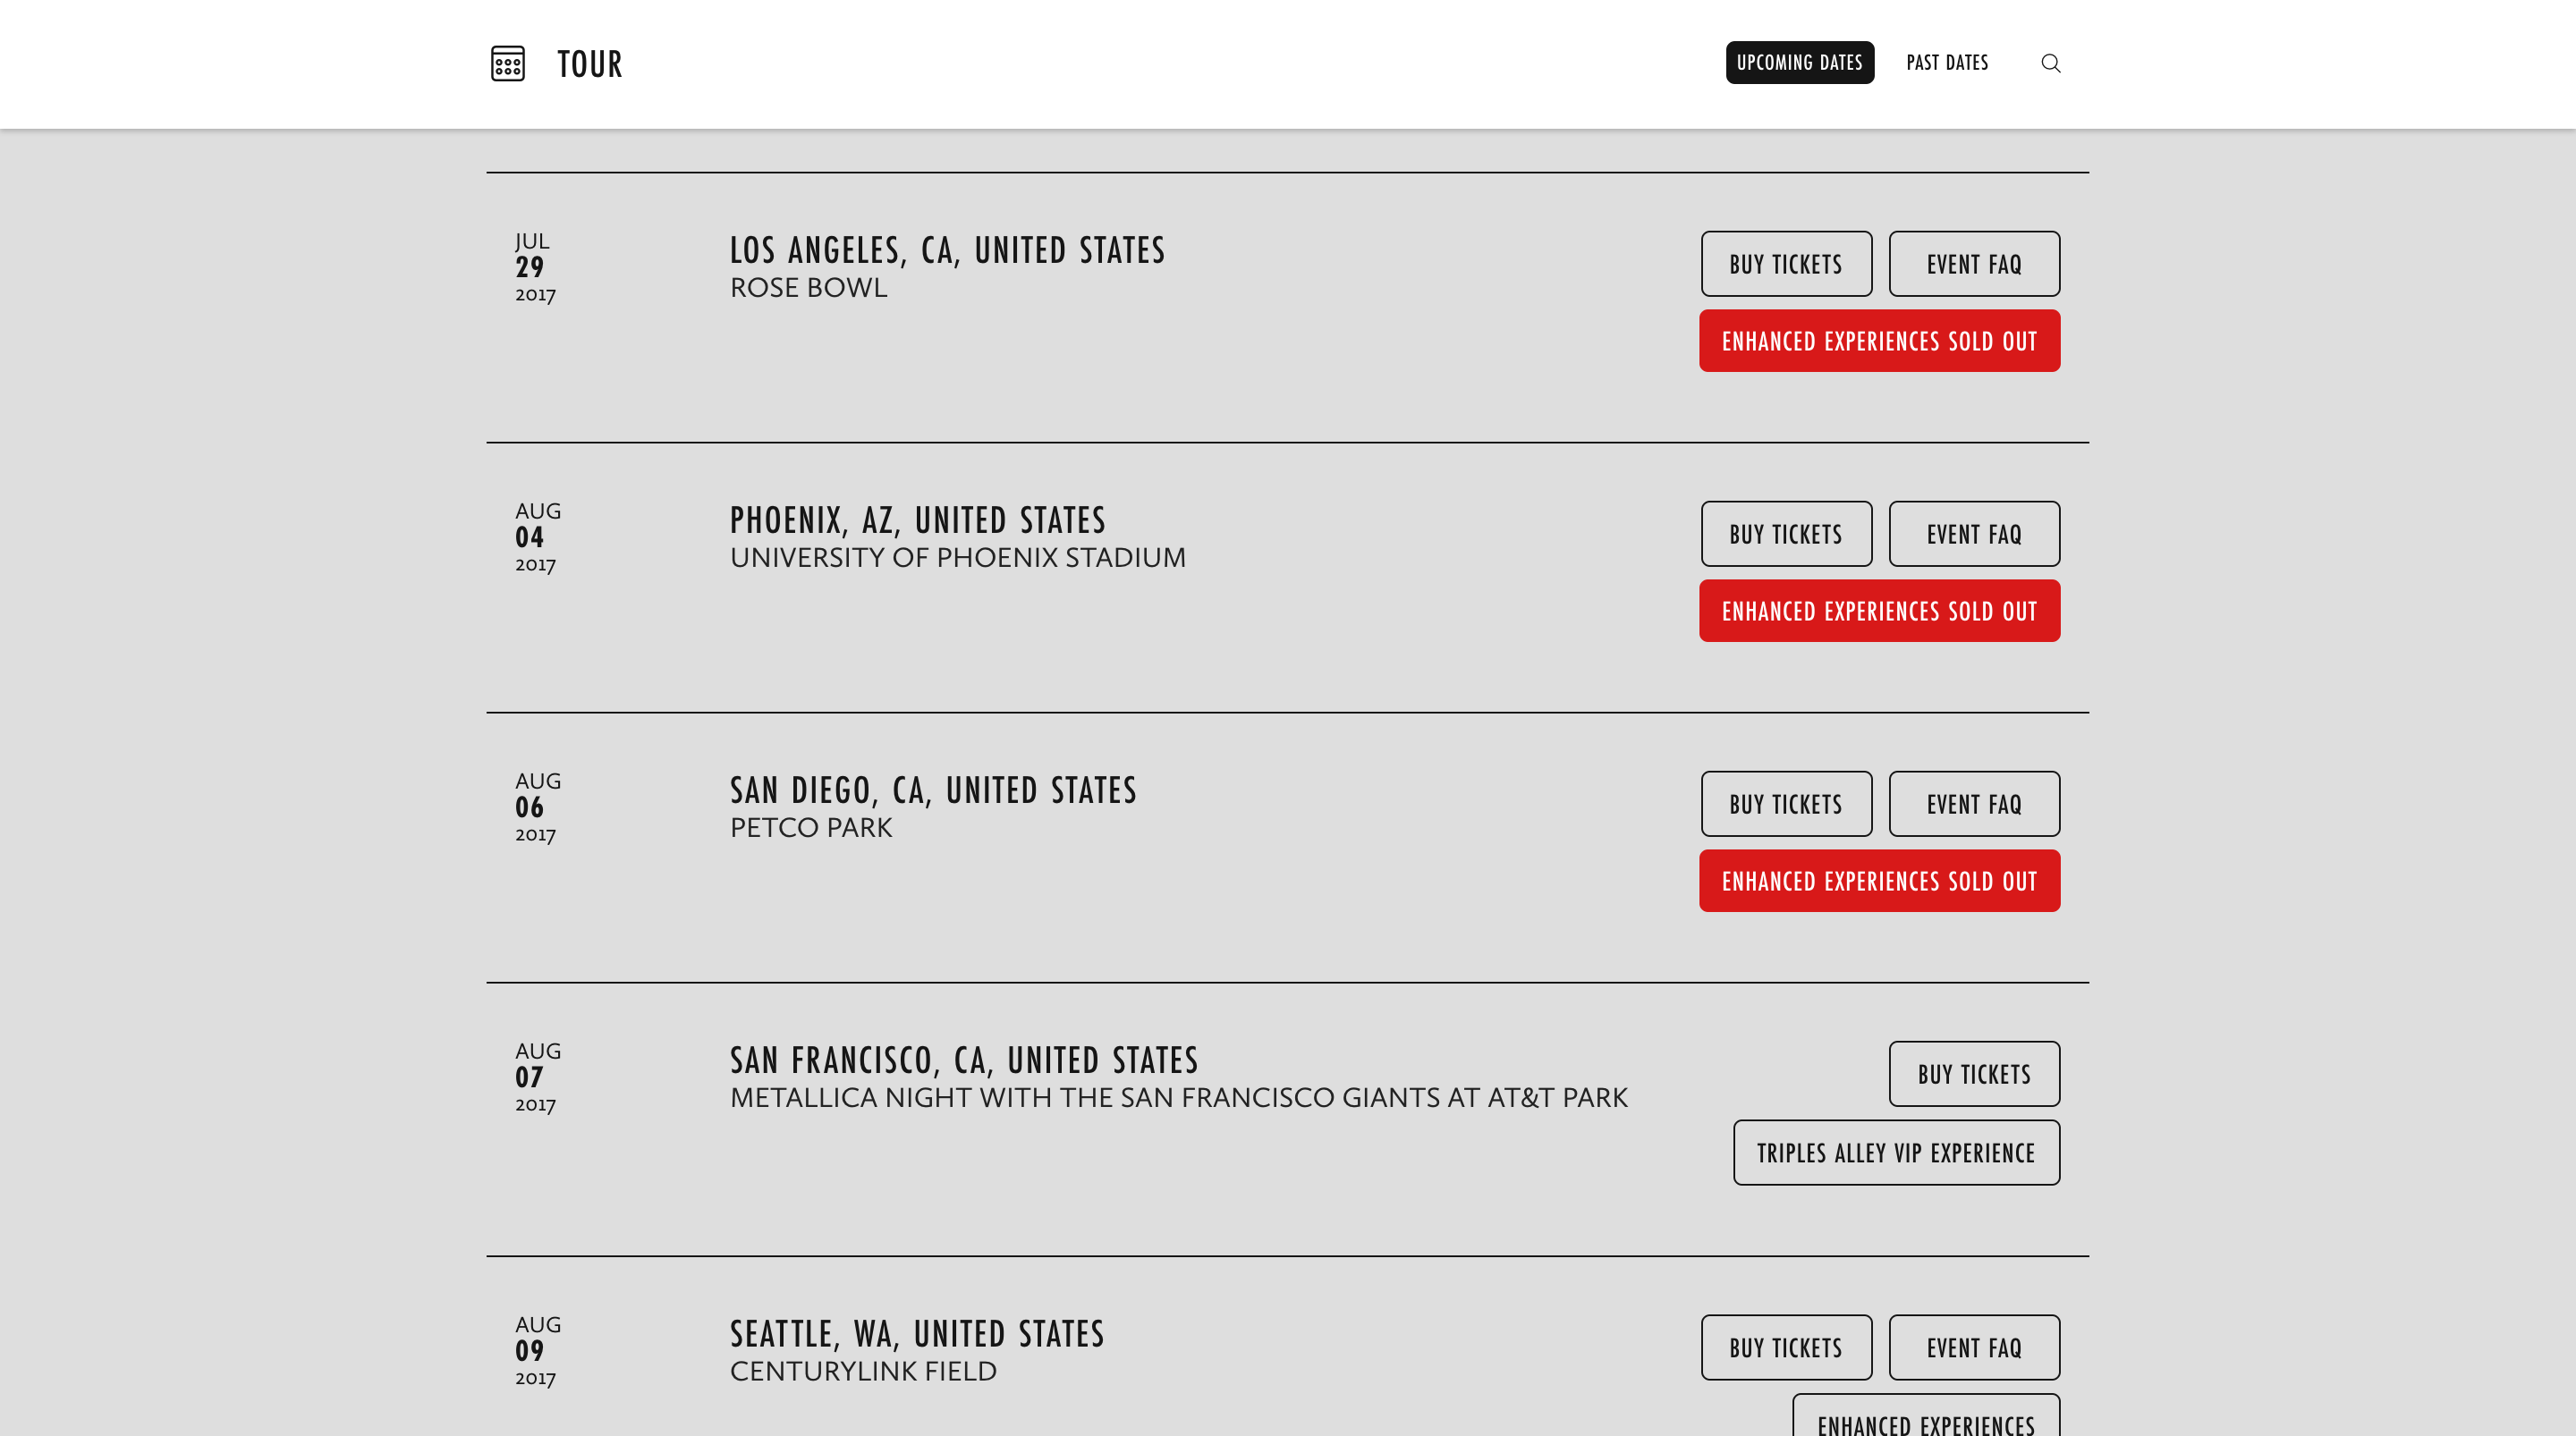 TOUR
UPCOMING DATES
PAST DATES
JUL
29
2017
LOS ANGELES, CA, UNITED STATES
ROSE BOWL
BUY TICKETS
EVENT FAQ
ENHANCED EXPERIENCES SOLD OUT
AUG
04
2017
PHOENIX, AZ, UNITED STATES
UNIVERSITY OF PHOENIX STADIUM
BUY TICKETS
EVENT FAQ
ENHANCED EXPERIENCES SOLD OUT
AUG
06
2017
SAN DIEGO, CA, UNITED STATES
PETCO PARK
BUY TICKETS
EVENT FAQ
ENHANCED EXPERIENCES SOLD OUT
AUG
07
2017
SAN FRANCISCO, CA, UNITED STATES
METALLICA NIGHT WITH THE SAN FRANCISCO GIANTS AT AT&T PARK
BUY TICKETS
TRIPLES ALLEY VIP EXPERIENCE
AUG
09
2017
SEATTLE, WA, UNITED STATES
CENTURYLINK FIELD
BUY TICKETS
EVENT FAQ
ENHANCED EXPERIENCES